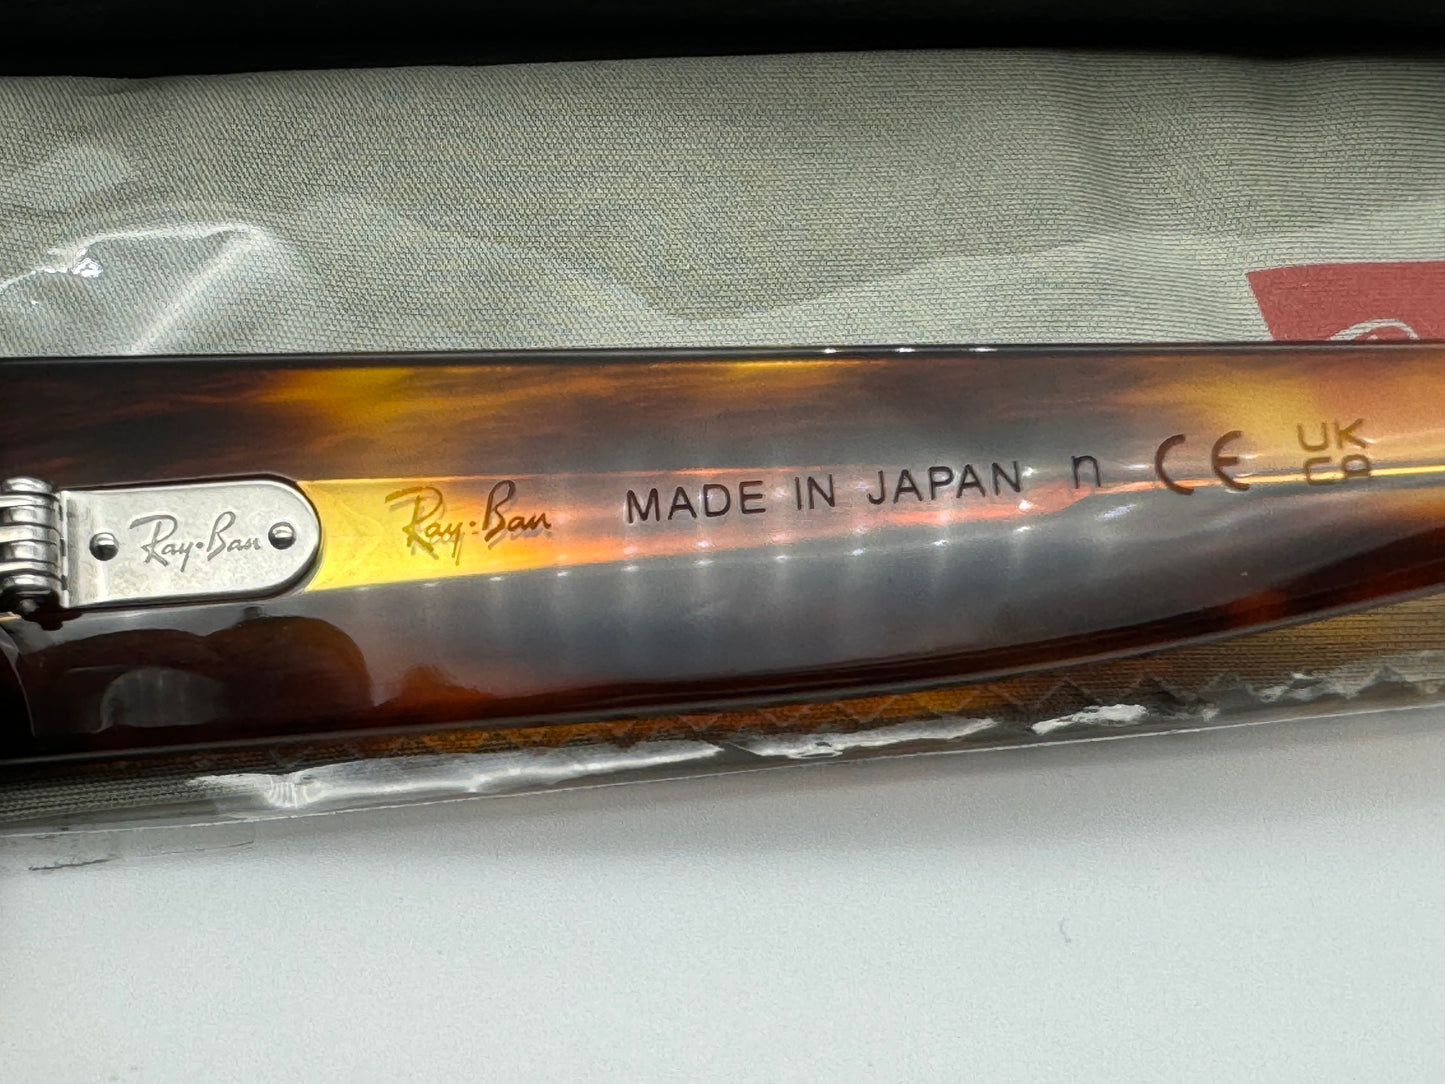 Ray•Ban
Ray-Ban MADE IN JAPAN n CE UK
CA